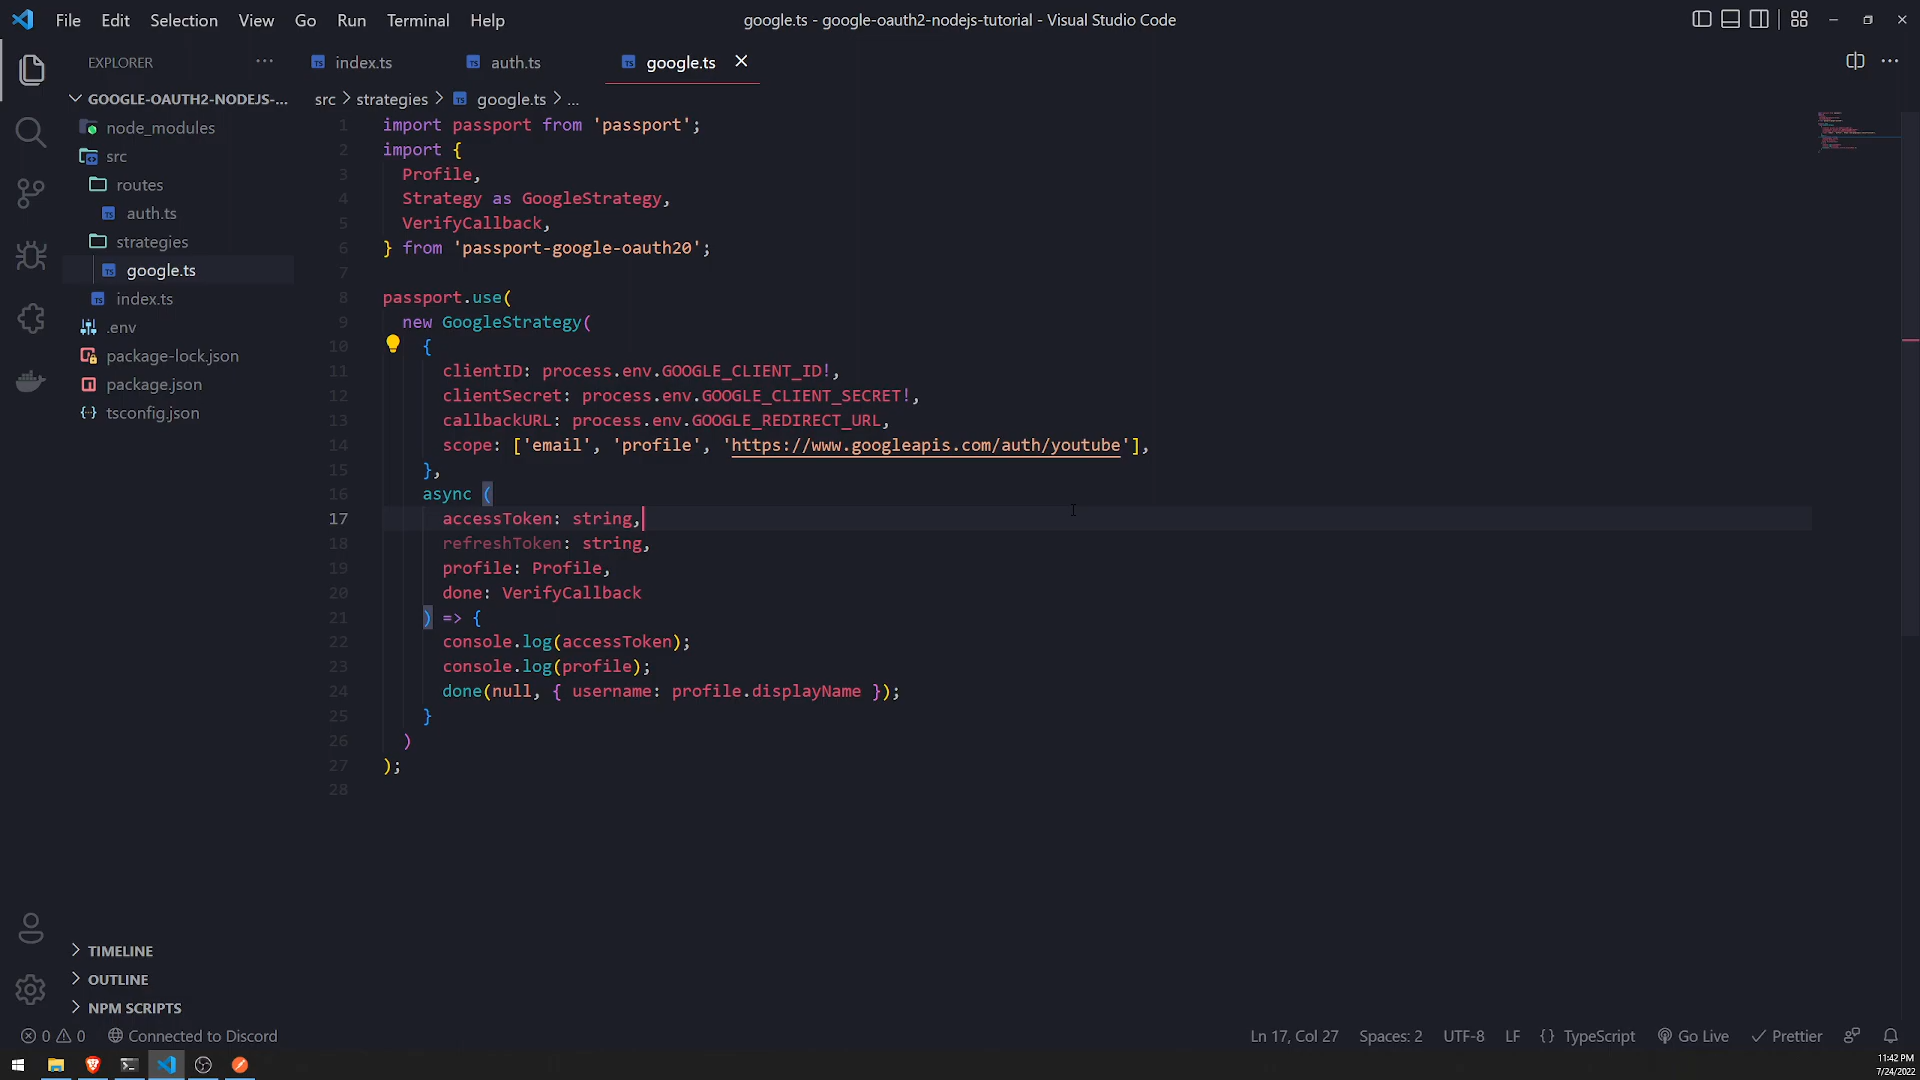 File Edit Selection View Go Run Terminal Help google.ts - google-oauth2-nodejs-tutorial - Visual Studio Code
EXPLORER ... index.ts auth.ts google.ts
GOOGLE-OAUTH2-NODEJS-... src > strategies > google.ts > ...
node_modules
src
routes
auth.ts
strategies
google.ts
index.ts
.env
package-lock.json
package.json
tsconfig.json
1 import passport from 'passport';
2 import {
3 Profile,
4 Strategy as GoogleStrategy,
5 VerifyCallback,
6 } from 'passport-google-oauth20';
7
8 passport.use(
9 new GoogleStrategy(
10 {
11 clientID: process.env.GOOGLE_CLIENT_ID!,
12 clientSecret: process.env.GOOGLE_CLIENT_SECRET!,
13 callbackURL: process.env.GOOGLE_REDIRECT_URL,
14 scope: ['email', 'profile', 'https://www.googleapis.com/auth/youtube'],
15 },
16 async (
17 accessToken: string,
18 refreshToken: string,
19 profile: Profile,
20 done: VerifyCallback
21 ) => {
22 console.log(accessToken);
23 console.log(profile);
24 done(null, { username: profile.displayName });
25 }
26 )
27 );
28
TIMELINE
OUTLINE
NPM SCRIPTS
0 0 Connected to Discord Ln 17, Col 27 Spaces: 2 UTF-8 LF {} TypeScript Go Live Prettier
11:42 PM
7/24/2022